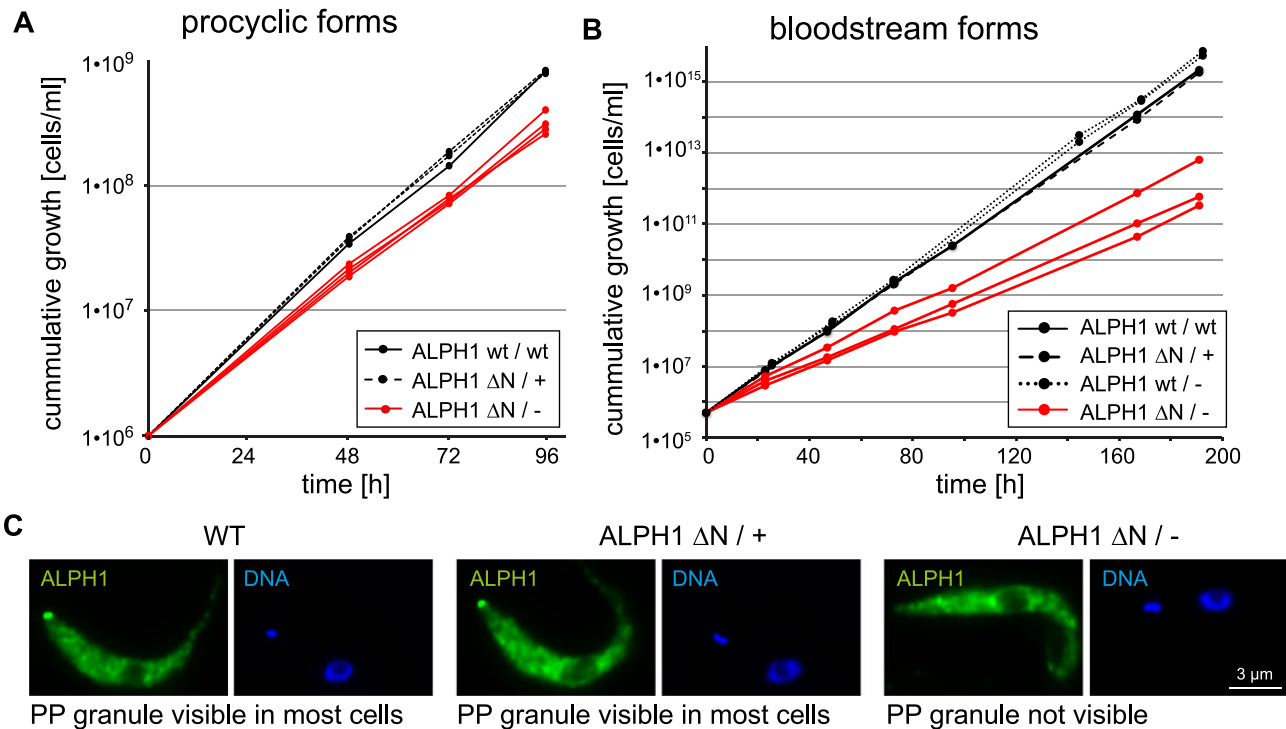 A
procyclic forms
cummulative growth [cells/ml]
1•10⁹
1•10⁸
1•10⁷
1•10⁶
0
24
48
72
96
time [h]
ALPH1 wt / wt
ALPH1 ΔN / +
ALPH1 ΔN / -
B
bloodstream forms
cummulative growth [cells/ml]
1•10¹⁵
1•10¹³
1•10¹¹
1•10⁹
1•10⁷
1•10⁵
0
40
80
120
160
200
time [h]
ALPH1 wt / wt
ALPH1 ΔN / +
ALPH1 wt / -
ALPH1 ΔN / -
C
WT
ALPH1
DNA
PP granule visible in most cells
ALPH1 ΔN / +
ALPH1
DNA
PP granule visible in most cells
ALPH1 ΔN / -
ALPH1
DNA
3 µm
PP granule not visible